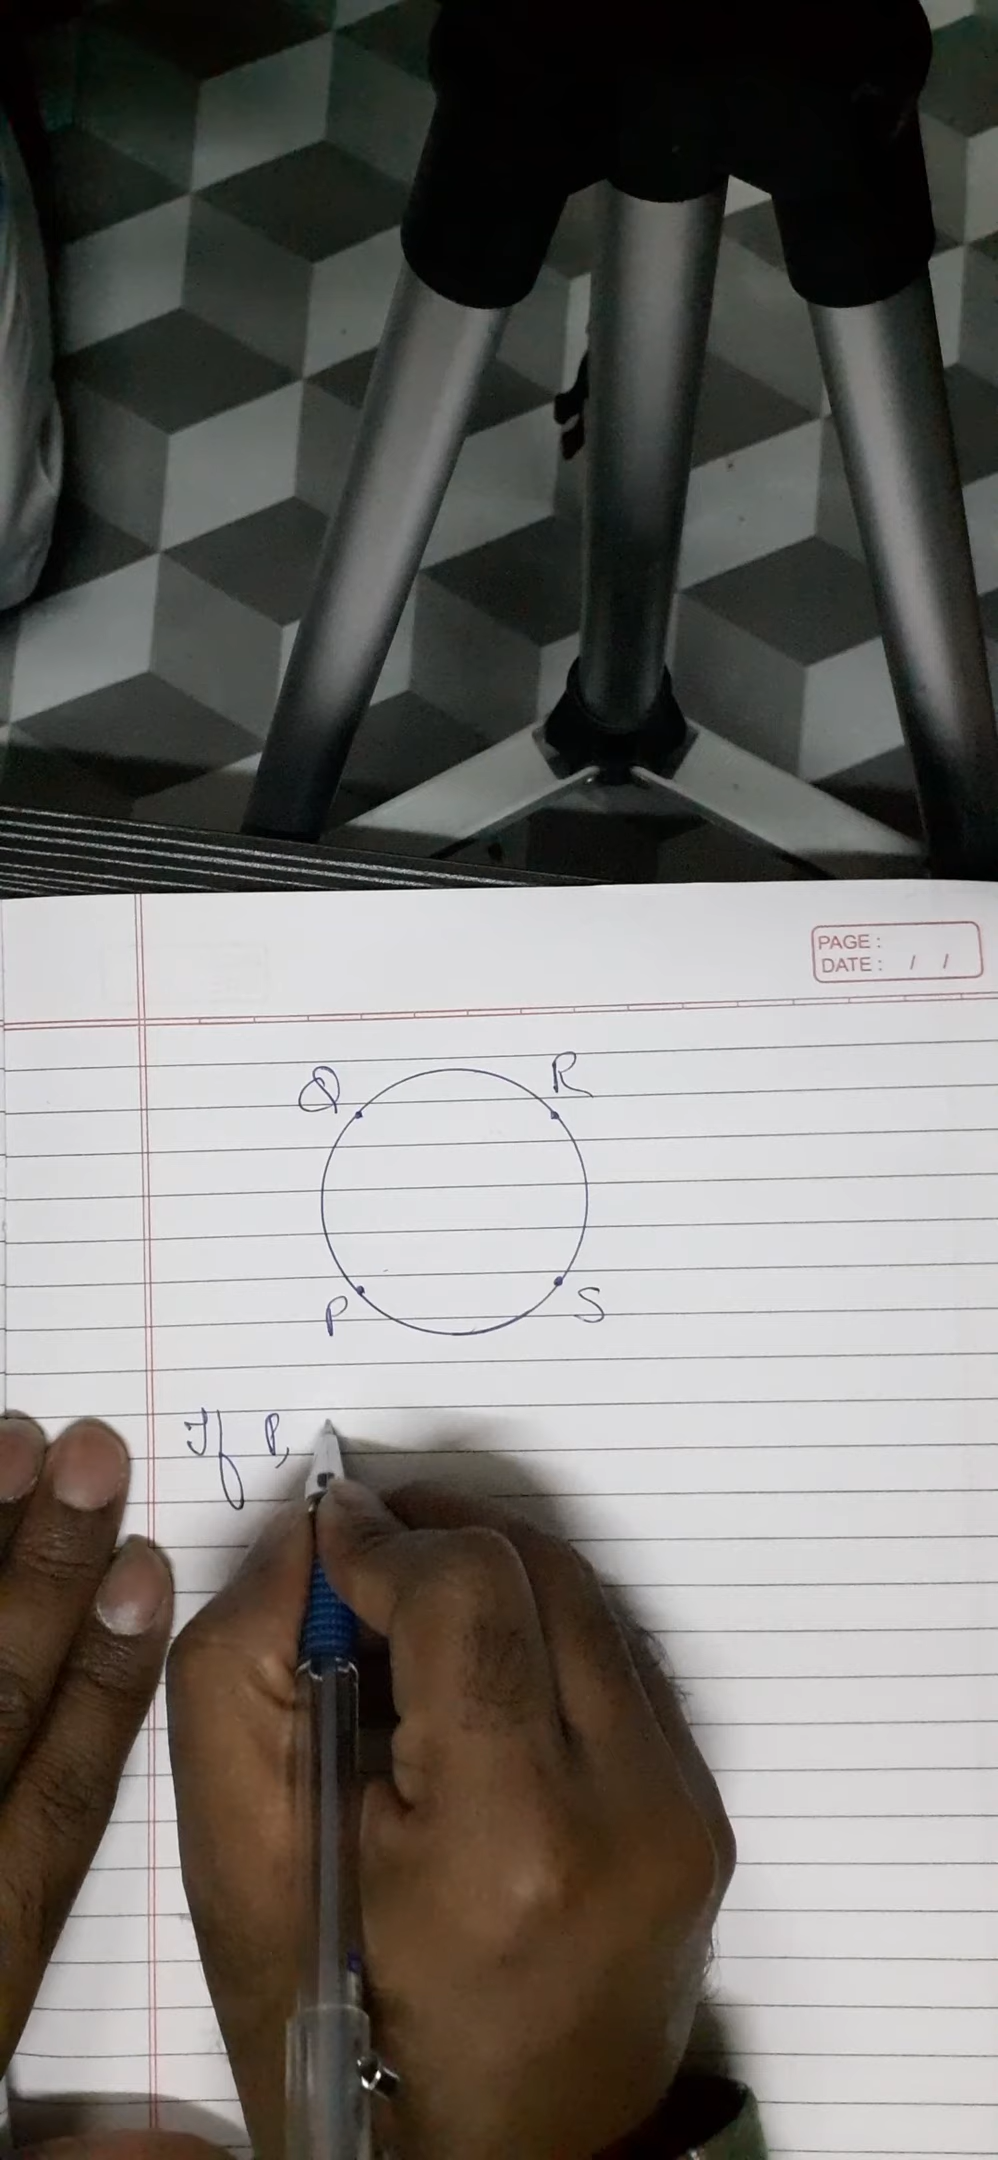 PAGE :
DATE : / /
Q R
P S
If P,